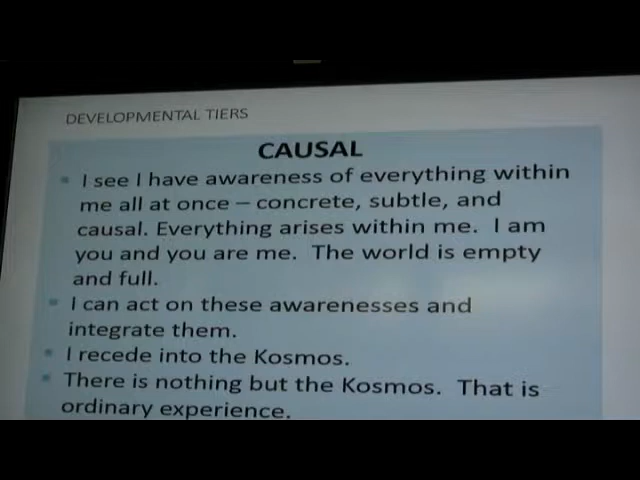 DEVELOPMENTAL TIERS
CAUSAL
I see I have awareness of everything within
me all at once – concrete, subtle, and
causal. Everything arises within me. I am
you and you are me. The world is empty
and full.
I can act on these awarenesses and
integrate them.
I recede into the Kosmos.
There is nothing but the Kosmos. That is
ordinary experience.